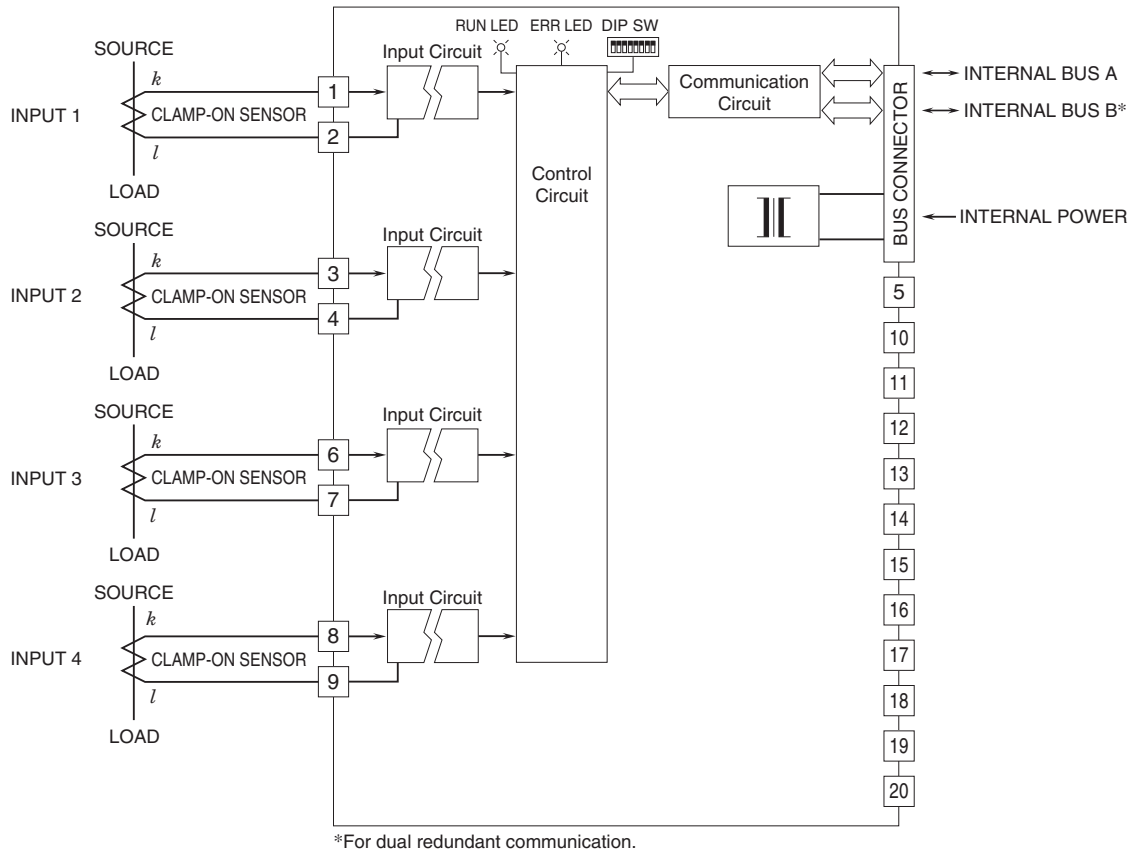 RUN LED ERR LED DIP SW
SOURCE
k
INPUT 1
CLAMP-ON SENSOR
l
LOAD
1
2
Input Circuit
SOURCE
k
INPUT 2
CLAMP-ON SENSOR
l
LOAD
3
4
Input Circuit
SOURCE
k
INPUT 3
CLAMP-ON SENSOR
l
LOAD
6
7
Input Circuit
SOURCE
k
INPUT 4
CLAMP-ON SENSOR
l
LOAD
8
9
Input Circuit
Control
Circuit
Communication
Circuit
BUS CONNECTOR
INTERNAL BUS A
INTERNAL BUS B*
INTERNAL POWER
5
10
11
12
13
14
15
16
17
18
19
20
*For dual redundant communication.